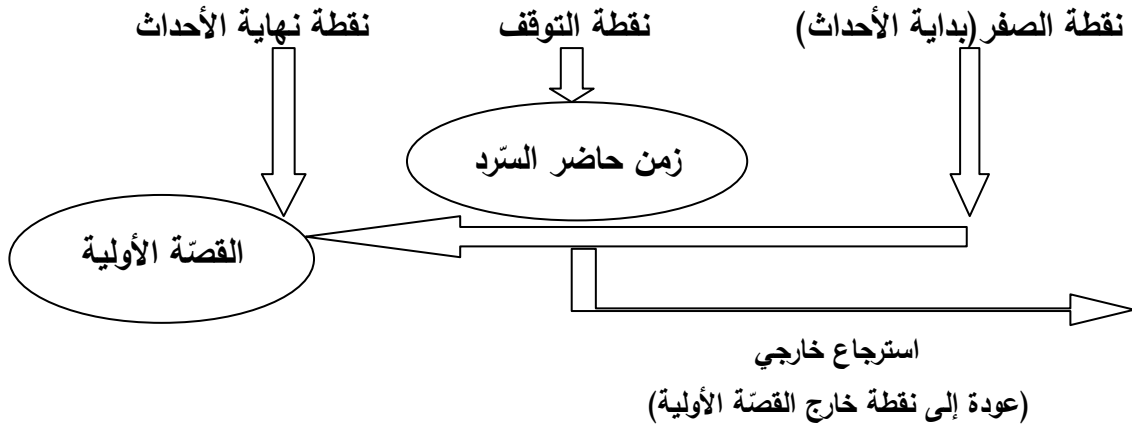 نقطة الصفر(بداية الأحداث)
نقطة التوقف
نقطة نهاية الأحداث
زمن حاضر السّرد
القصّة الأولية
استرجاع خارجي
(عودة إلى نقطة خارج القصّة الأولية)